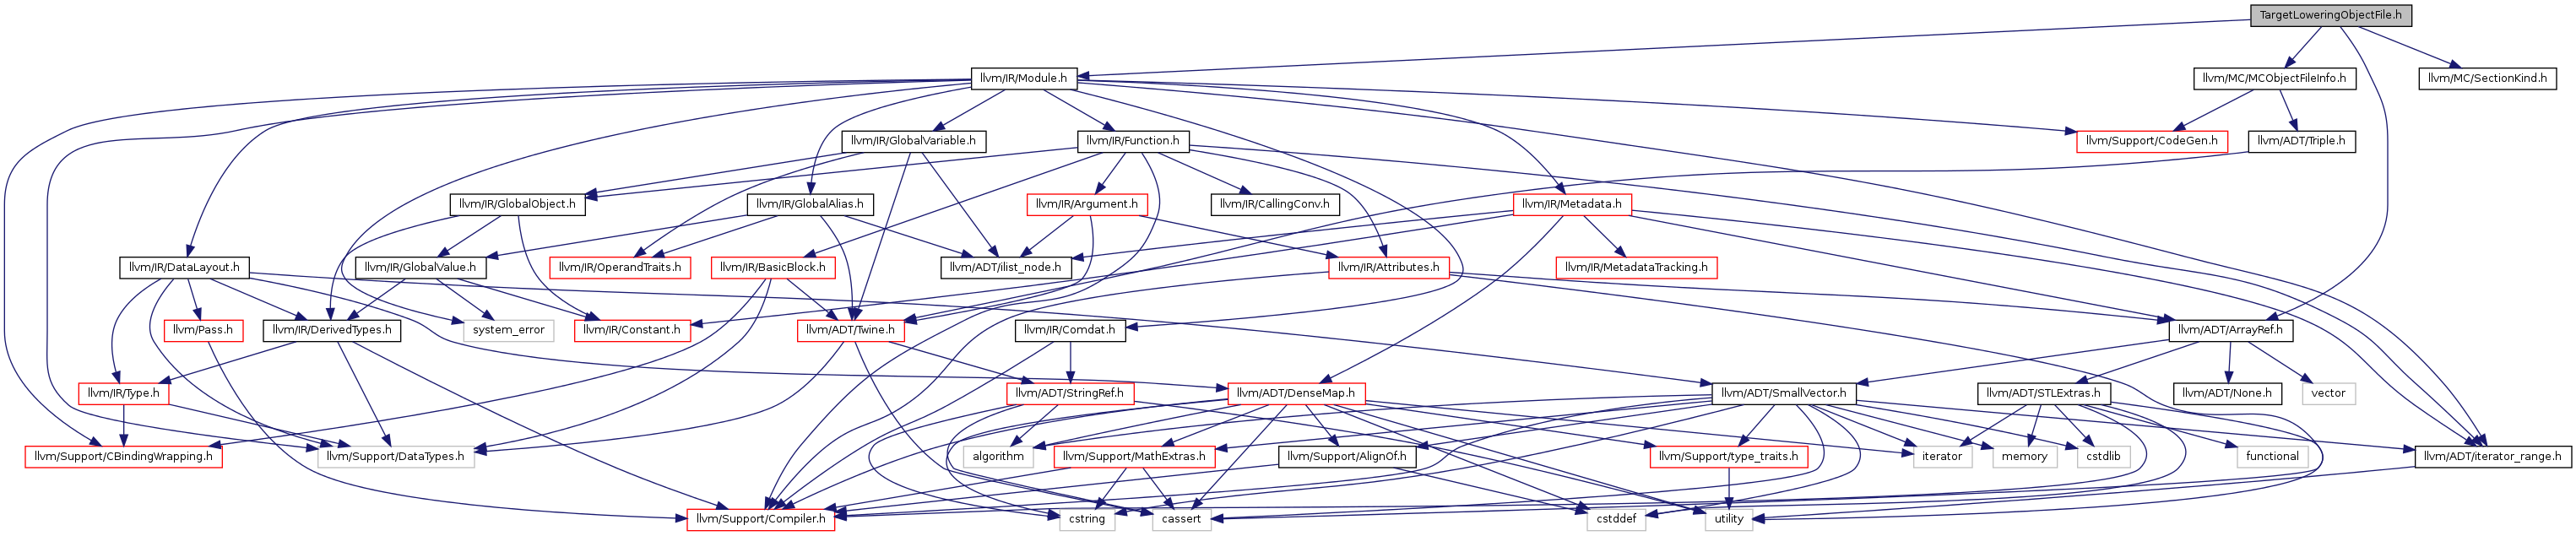 TargetLoweringObjectFile.h
llvm/IR/Module.h
llvm/MC/MCObjectFileInfo.h
llvm/MC/SectionKind.h
llvm/IR/GlobalVariable.h
llvm/IR/Function.h
llvm/Support/CodeGen.h
llvm/ADT/Triple.h
llvm/IR/GlobalObject.h
llvm/IR/GlobalAlias.h
llvm/IR/Argument.h
llvm/IR/CallingConv.h
llvm/IR/Metadata.h
llvm/IR/DataLayout.h
llvm/IR/GlobalValue.h
llvm/IR/OperandTraits.h
llvm/IR/BasicBlock.h
llvm/ADT/ilist_node.h
llvm/IR/Attributes.h
llvm/IR/MetadataTracking.h
llvm/Pass.h
llvm/IR/DerivedTypes.h
system_error
llvm/IR/Constant.h
llvm/ADT/Twine.h
llvm/IR/Comdat.h
llvm/ADT/ArrayRef.h
llvm/IR/Type.h
llvm/ADT/StringRef.h
llvm/ADT/DenseMap.h
llvm/ADT/SmallVector.h
llvm/ADT/STLExtras.h
llvm/ADT/None.h
vector
llvm/Support/CBindingWrapping.h
llvm/Support/DataTypes.h
algorithm
llvm/Support/MathExtras.h
llvm/Support/AlignOf.h
llvm/Support/type_traits.h
iterator
memory
cstdlib
functional
llvm/ADT/iterator_range.h
llvm/Support/Compiler.h
cstring
cassert
cstddef
utility